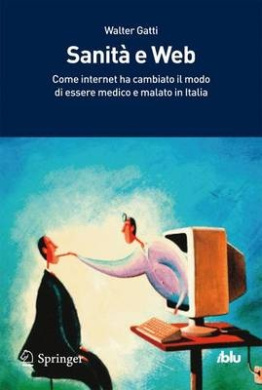 Walter Gatti
Sanità e Web
Come internet ha cambiato il modo
di essere medico e malato in Italia
Springer
iblu